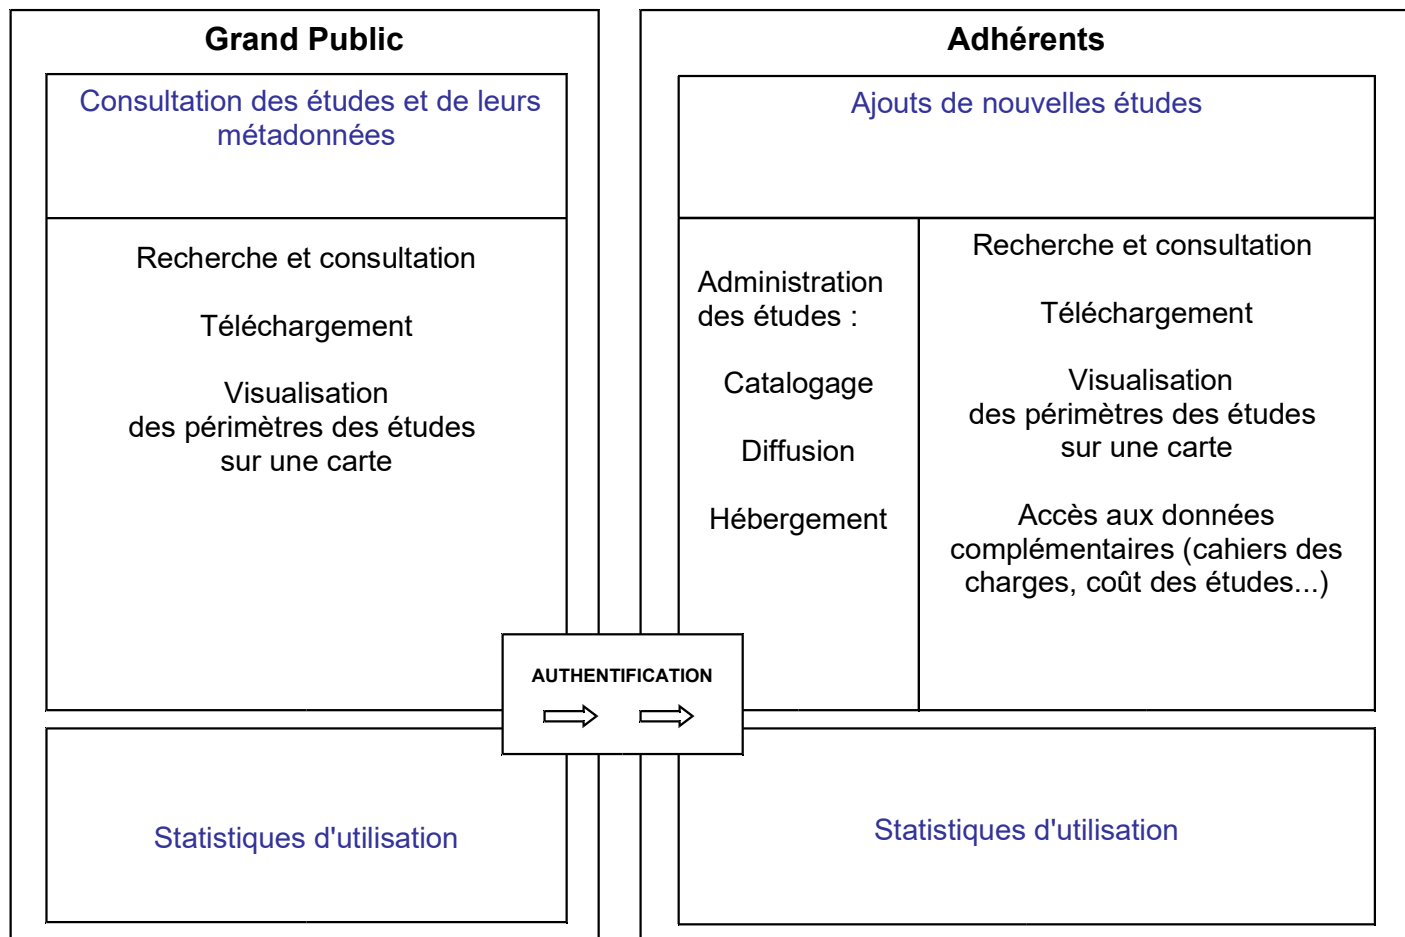 Grand Public
Consultation des études et de leurs
métadonnées
Recherche et consultation
Téléchargement
Visualisation
des périmètres des études
sur une carte
Statistiques d'utilisation
AUTHENTIFICATION
Adhérents
Ajouts de nouvelles études
Administration
des études :
Catalogage
Diffusion
Hébergement
Recherche et consultation
Téléchargement
Visualisation
des périmètres des études
sur une carte
Accès aux données
complémentaires (cahiers des
charges, coût des études...)
Statistiques d'utilisation